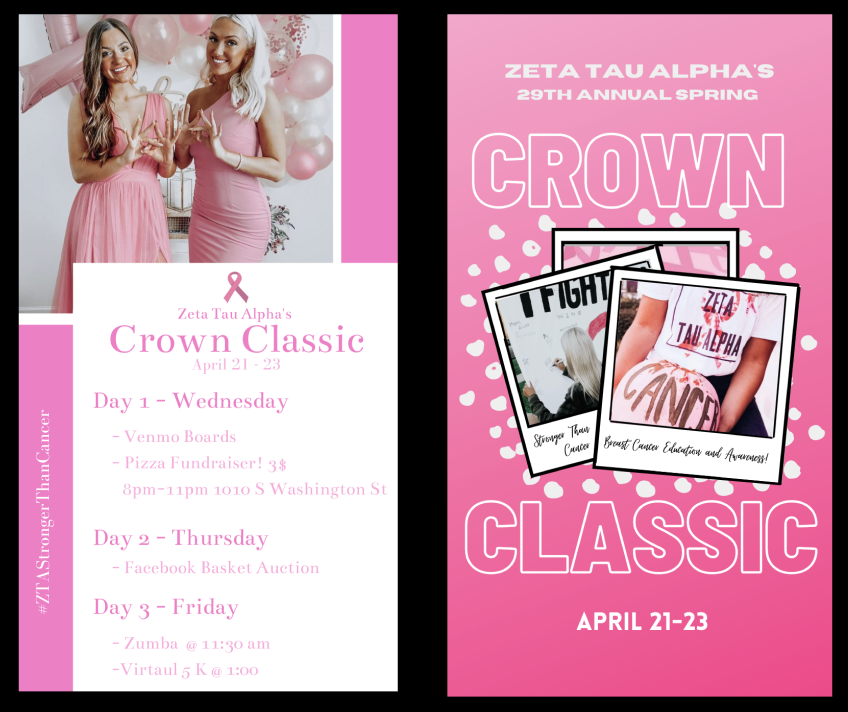 Zeta Tau Alpha's
Crown Classic
April 21 - 23
Day 1 - Wednesday
- Venmo Boards
- Pizza Fundraiser! 3$
8pm-11pm 1010 S Washington St
Day 2 - Thursday
- Facebook Basket Auction
Day 3 - Friday
- Zumba @ 11:30 am
-Virtaul 5 K @ 1:00
#ZTAStrongerThanCancer
ZETA TAU ALPHA'S
29TH ANNUAL SPRING
CROWN
I FIGHT
ZETA
TAU ALPHA
CANCER
Stronger Than
Cancer
Breast Cancer Education and Awareness!
CLASSIC
APRIL 21-23